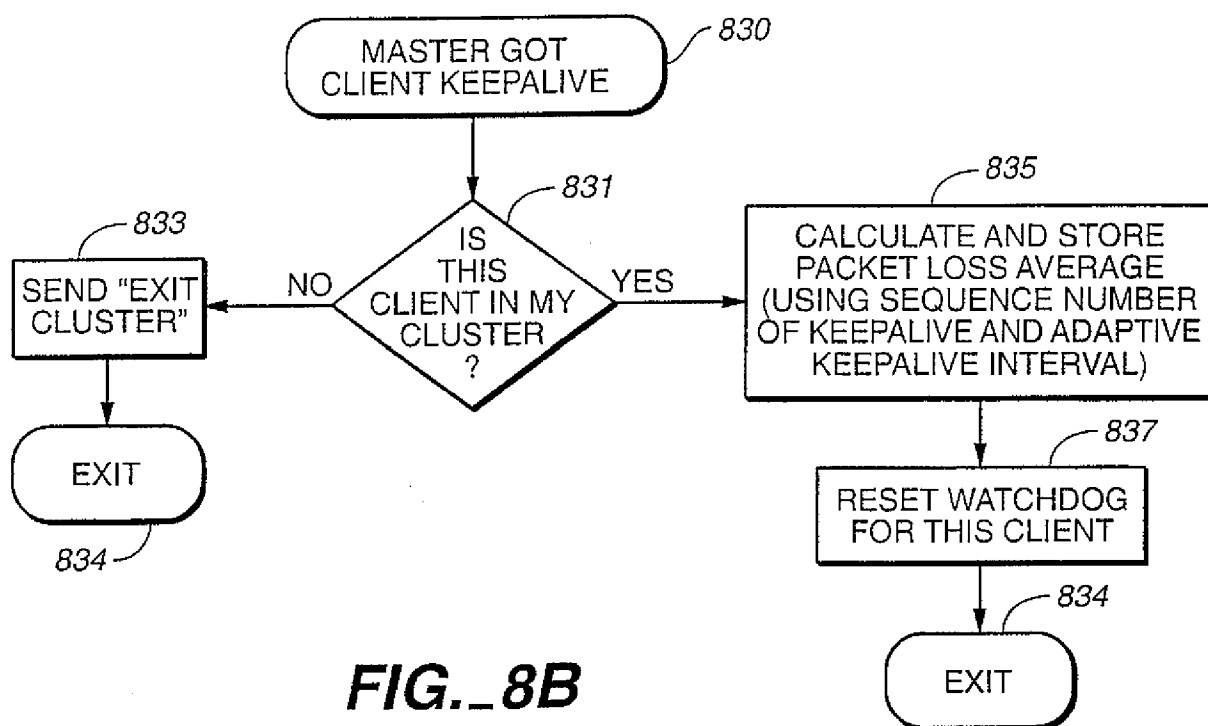 MASTER GOT
CLIENT KEEPALIVE
830
831
IS
THIS
CLIENT IN MY
CLUSTER
?
NO
YES
833
SEND "EXIT
CLUSTER"
EXIT
834
835
CALCULATE AND STORE
PACKET LOSS AVERAGE
(USING SEQUENCE NUMBER
OF KEEPALIVE AND ADAPTIVE
KEEPALIVE INTERVAL)
837
RESET WATCHDOG
FOR THIS CLIENT
834
EXIT
FIG._8B